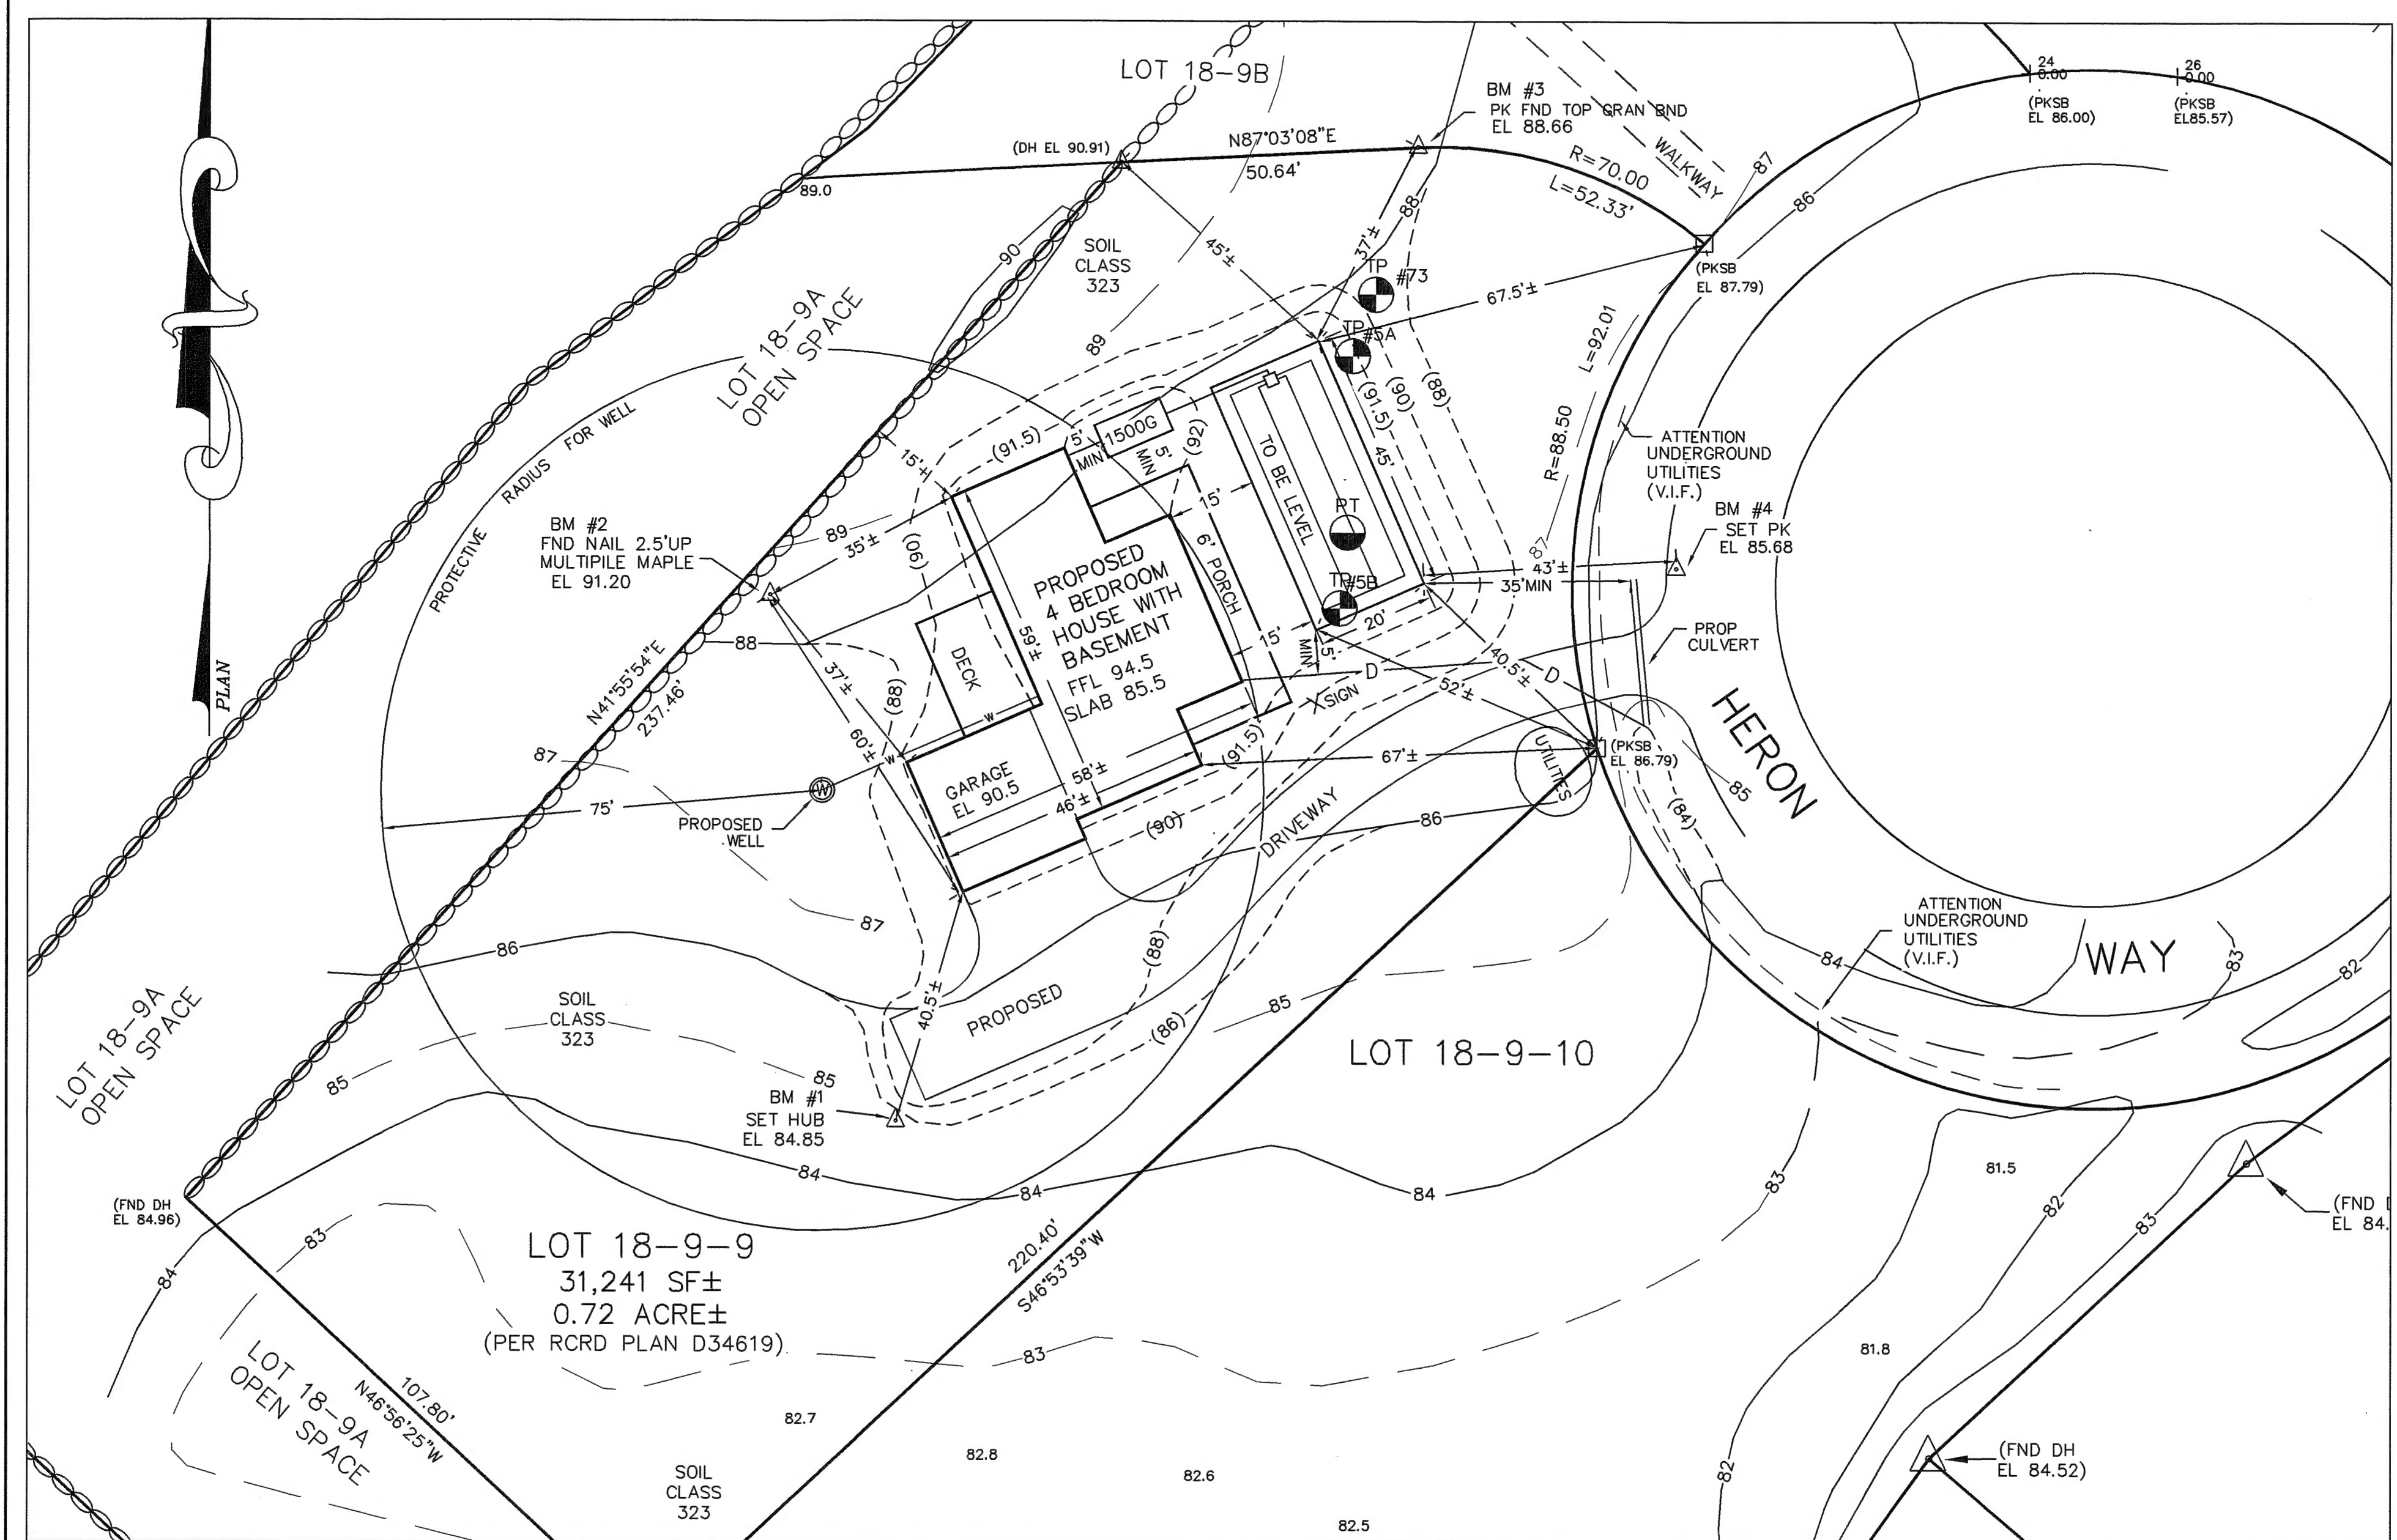 LOT 18-9B
BM #3
PK FND TOP GRAN BND
EL 88.66
24
0.00
(PKSB
EL 86.00)
26
0.00
(PKSB
EL85.57)
(DH EL 90.91)
N87°03'08"E
50.64'
R=70.00
L=52.33'
WALKWAY
87
86
89.0
90
SOIL
CLASS
323
45'±
37'±
88
TP #73
(PKSB
EL 87.79)
67.5'±
LOT 18-9A
OPEN SPACE
89
TP #5A
(91.5)
(90)
(88)
L=92.01
R=88.50
PROTECTIVE RADIUS FOR WELL
15'±
(91.5)
5'
MIN
1500G
5'
MIN
(92)
TO BE LEVEL
45'
ATTENTION
UNDERGROUND
UTILITIES
(V.I.F.)
BM #4
SET PK
EL 85.68
BM #2
FND NAIL 2.5'UP
MULTIPILE MAPLE
EL 91.20
89
35'±
(90)
15'
PT
6' PORCH
PROPOSED
4 BEDROOM
HOUSE WITH
BASEMENT
FFL 94.5
SLAB 85.5
59'±
TP #5B
87
43'±
35'MIN
20'
15'
5'
MIN
PROP
CULVERT
PLAN
N41°55'54"E
237.46'
88
DECK
37'±
(88)
60'±
W
W
D
D
40.5'±
52'±
SIGN
HERON
87
75'
W
PROPOSED
WELL
GARAGE
EL 90.5
58'±
46'±
(91.5)
67'±
UTILITIES
(PKSB
EL 86.79)
85
(84)
(90)
DRIVEWAY
86
87
86
ATTENTION
UNDERGROUND
UTILITIES
(V.I.F.)
84
WAY
83
82
LOT 18-9A
OPEN SPACE
SOIL
CLASS
323
40.5'±
PROPOSED
(88)
(86)
85
LOT 18-9-10
85
85
BM #1
SET HUB
EL 84.85
84
84
84
83
81.5
82
83
(FND
EL 84.
(FND DH
EL 84.96)
83
84
LOT 18-9-9
31,241 SF±
0.72 ACRE±
(PER RCRD PLAN D34619)
220.40'
S46°53'39"W
83
81.8
LOT 18-9A
OPEN SPACE
107.80'
N46°56'25"W
82.7
82.8
82.6
82.5
SOIL
CLASS
323
82
(FND DH
EL 84.52)